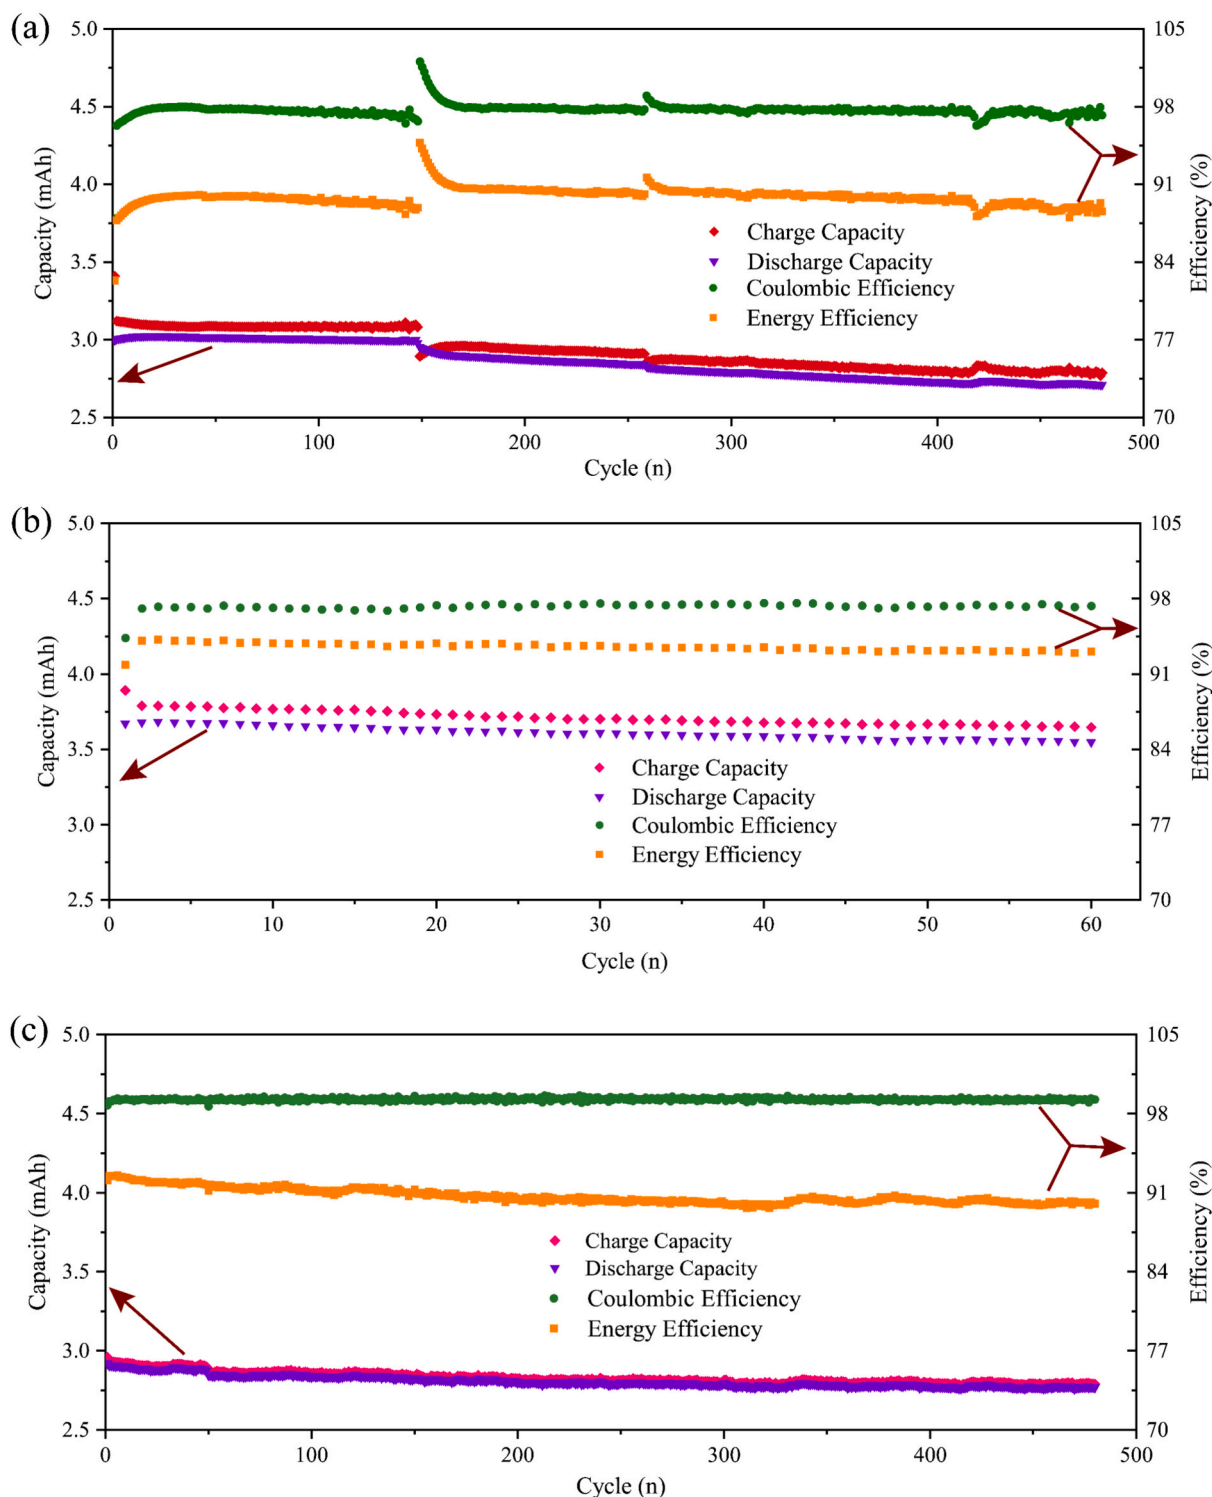 (a)
5.0
4.5
4.0
3.5
3.0
2.5
Capacity (mAh)
105
98
91
84
77
70
Efficiency (%)
Charge Capacity
Discharge Capacity
Coulombic Efficiency
Energy Efficiency
0 100 200 300 400 500
Cycle (n)
(b)
5.0
4.5
4.0
3.5
3.0
2.5
Capacity (mAh)
105
98
91
84
77
70
Efficiency (%)
Charge Capacity
Discharge Capacity
Coulombic Efficiency
Energy Efficiency
0 10 20 30 40 50 60
Cycle (n)
(c)
5.0
4.5
4.0
3.5
3.0
2.5
Capacity (mAh)
105
99
91
84
77
70
Efficiency (%)
Charge Capacity
Discharge Capacity
Coulombic Efficiency
Energy Efficiency
0 100 200 300 400 500
Cycle (n)